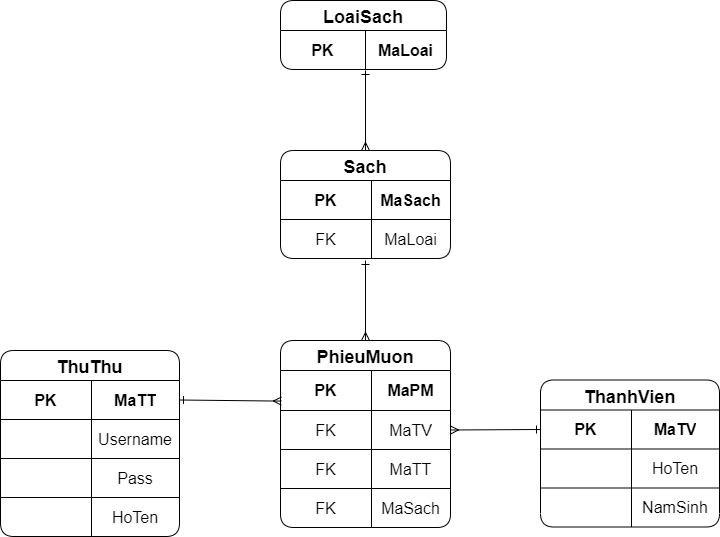 LoaiSach
PK MaLoai
Sach
PK MaSach
FK MaLoai
ThuThu
PK MaTT
Username
Pass
HoTen
PhieuMuon
PK MaPM
FK MaTV
FK MaTT
FK MaSach
ThanhVien
PK MaTV
HoTen
NamSinh